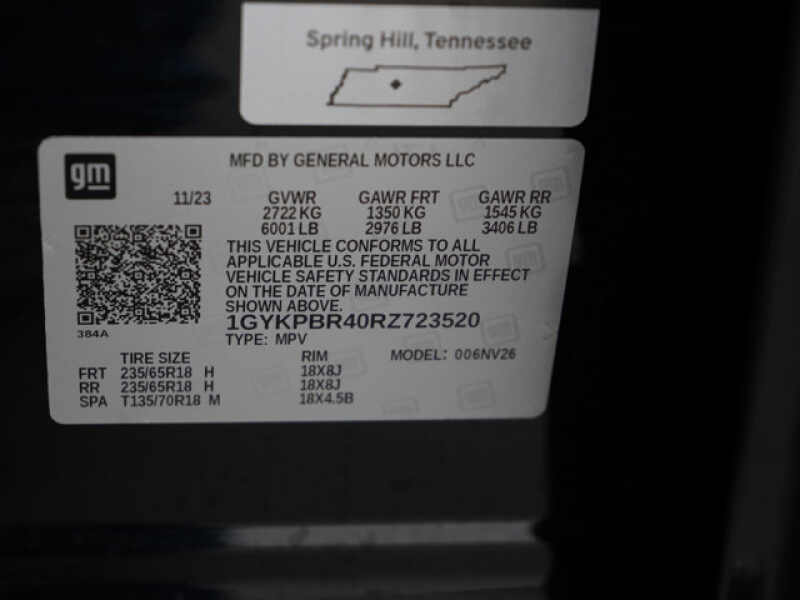 Spring Hill, Tennessee
gm
MFD BY GENERAL MOTORS LLC
11/23 GVWR GAWR FRT GAWR RR
2722 KG 1350 KG 1545 KG
6001 LB 2976 LB 3406 LB
THIS VEHICLE CONFORMS TO ALL
APPLICABLE U.S. FEDERAL MOTOR
VEHICLE SAFETY STANDARDS IN EFFECT
ON THE DATE OF MANUFACTURE
SHOWN ABOVE.
384A
1GYKPBR40RZ723520
TYPE: MPV
TIRE SIZE RIM MODEL: 006NV26
FRT 235/65R18 H 18X8J
RR 235/65R18 H 18X8J
SPA T135/70R18 M 18X4.5B